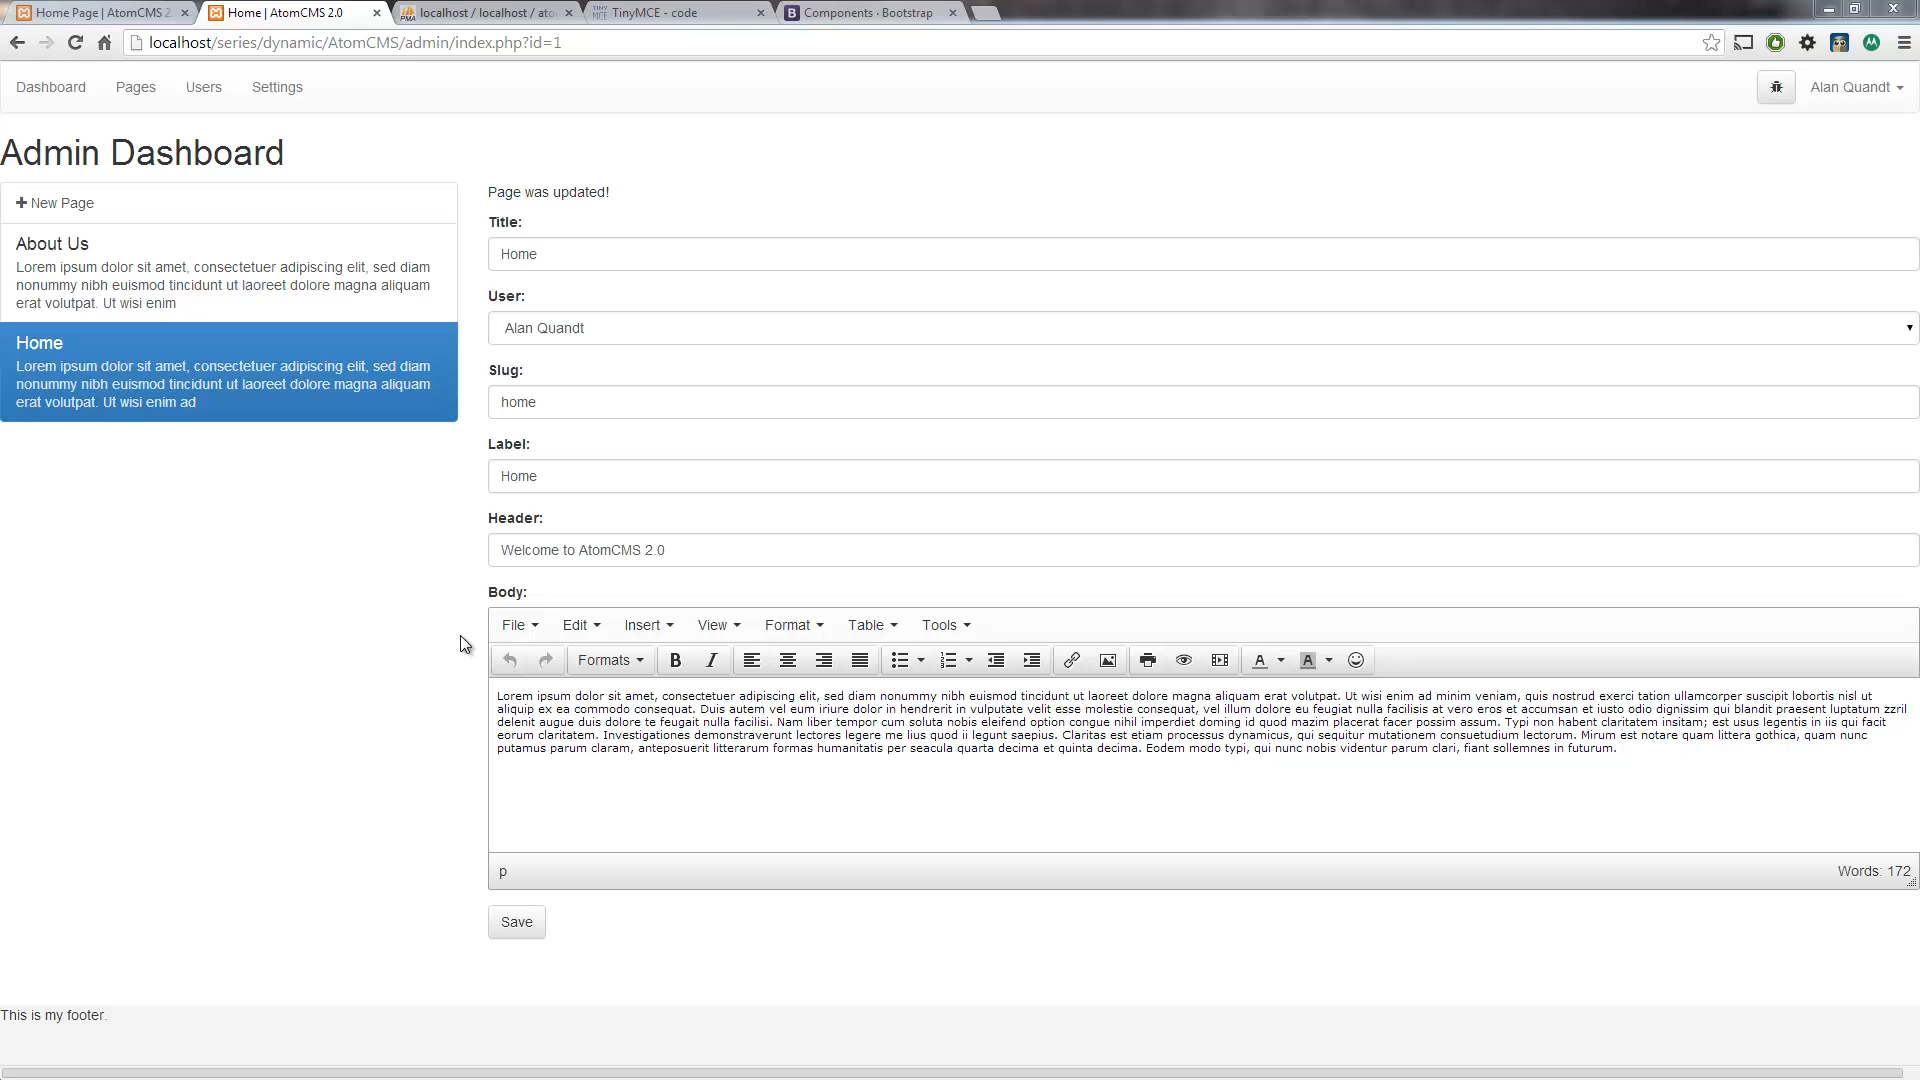 Home Page | AtomCMS 2.
Home | AtomCMS 2.0
localhost / localhost / ato
TinyMCE - code
Components · Bootstrap
localhost/series/dynamic/AtomCMS/admin/index.php?id=1
Dashboard Pages Users Settings Alan Quandt
Admin Dashboard
New Page
About Us
Lorem ipsum dolor sit amet, consectetuer adipiscing elit, sed diam
nonummy nibh euismod tincidunt ut laoreet dolore magna aliquam
erat volutpat. Ut wisi enim
Home
Lorem ipsum dolor sit amet, consectetuer adipiscing elit, sed diam
nonummy nibh euismod tincidunt ut laoreet dolore magna aliquam
erat volutpat. Ut wisi enim ad
Page was updated!
Title:
Home
User:
Alan Quandt
Slug:
home
Label:
Home
Header:
Welcome to AtomCMS 2.0
Body:
File Edit Insert View Format Table Tools
Formats B I A A
Lorem ipsum dolor sit amet, consectetuer adipiscing elit, sed diam nonummy nibh euismod tincidunt ut laoreet dolore magna aliquam erat volutpat. Ut wisi enim ad minim veniam, quis nostrud exerci tation ullamcorper suscipit lobortis nisl ut
aliquip ex ea commodo consequat. Duis autem vel eum iriure dolor in hendrerit in vulputate velit esse molestie consequat, vel illum dolore eu feugiat nulla facilisis at vero eros et accumsan et iusto odio dignissim qui blandit praesent luptatum zzril
delenit augue duis dolore te feugait nulla facilisi. Nam liber tempor cum soluta nobis eleifend option congue nihil imperdiet doming id quod mazim placerat facer possim assum. Typi non habent claritatem insitam; est usus legentis in iis qui facit
eorum claritatem. Investigationes demonstraverunt lectores legere me lius quod ii legunt saepius. Claritas est etiam processus dynamicus, qui sequitur mutationem consuetudium lectorum. Mirum est notare quam littera gothica, quam nunc
putamus parum claram, anteposuerit litterarum formas humanitatis per seacula quarta decima et quinta decima. Eodem modo typi, qui nunc nobis videntur parum clari, fiant sollemnes in futurum.
p Words: 172
Save
This is my footer.